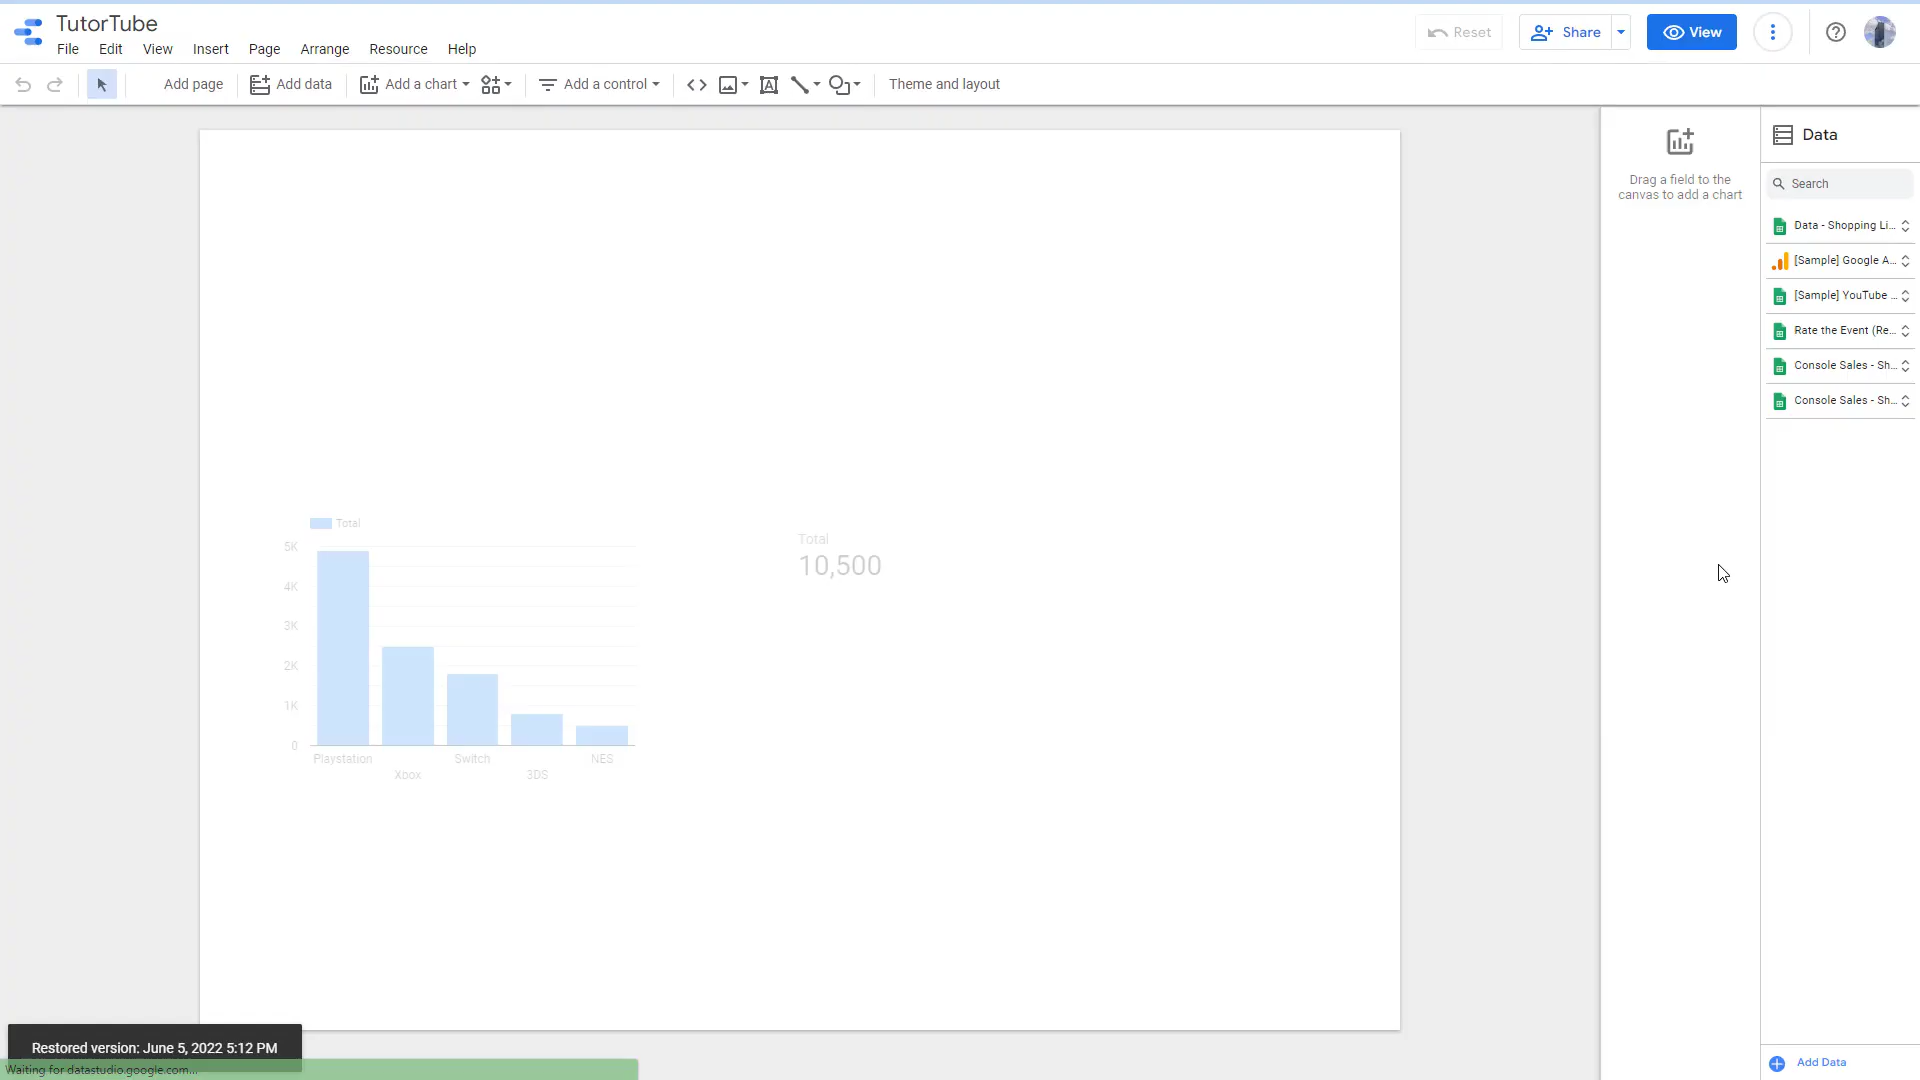 TutorTube
File Edit View Insert Page Arrange Resource Help
Reset
Share
View
Add page
Add data
Add a chart
Add a control
Theme and layout
Drag a field to the
canvas to add a chart
Data
Search
Data - Shopping Li...
[Sample] Google A...
[Sample] YouTube ...
Rate the Event (Re...
Console Sales - Sh...
Console Sales - Sh...
Total
5K
4K
3K
2K
1K
0
Playstation
Xbox
Switch
3DS
NES
Total
10,500
Restored version: June 5, 2022 5:12 PM
Waiting for datastudio.google.com...
Add Data